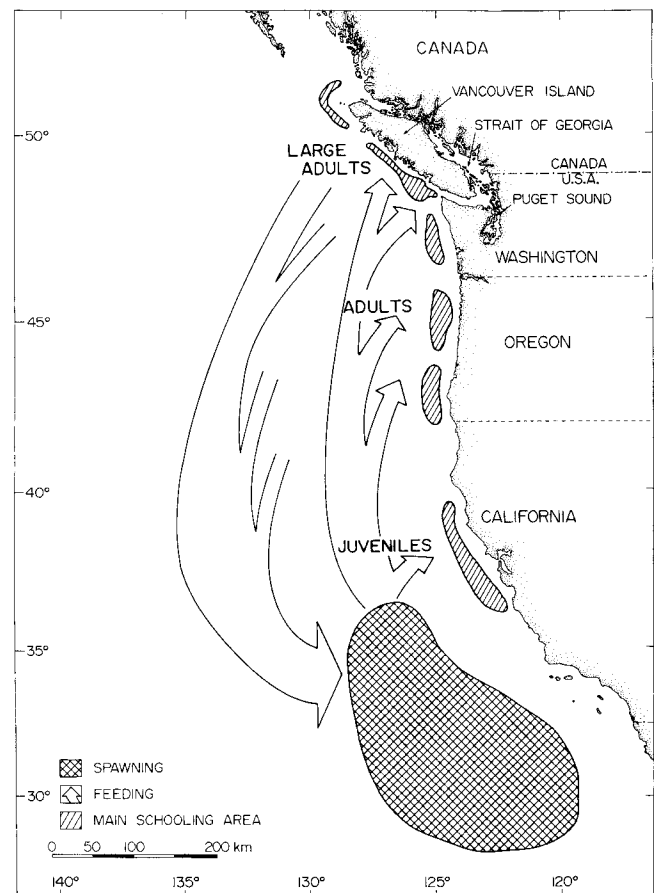 CANADA
VANCOUVER ISLAND
STRAIT OF GEORGIA
50°
LARGE
ADULTS
CANADA
U.S.A.
PUGET SOUND
WASHINGTON
ADULTS
45°
OREGON
40°
CALIFORNIA
JUVENILES
35°
SPAWNING
FEEDING
30°
MAIN SCHOOLING AREA
0 50 100 200 km
140° 135° 130° 125° 120°